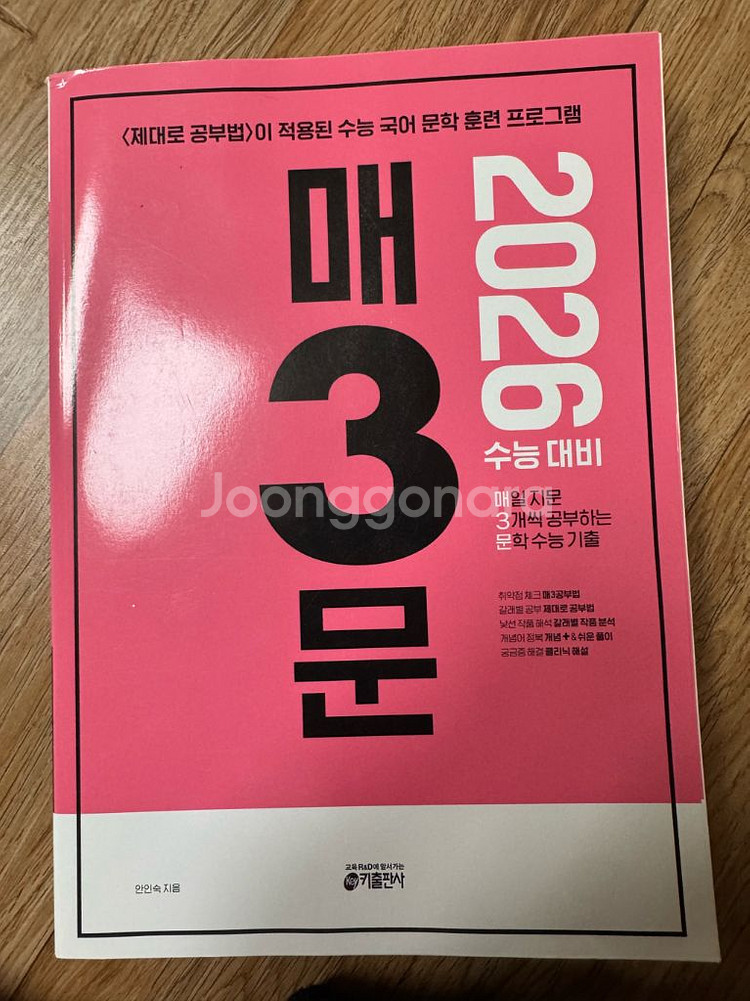 <제대로 공부법>이 적용된 수능 국어 문학 훈련 프로그램
매
3
문
2026
수능 대비
매일 지문
3개씩 공부하는
문학 수능 기출
취약점 체크 매3공부법
갈래별 공부 제대로 공부법
낯선 작품 해석 갈래별 작품 분석
개념어 정복 개념+&쉬운 풀이
궁금증 해결 클리닉 해설
Joonggonara
안인숙 지음
교육 R&D에 앞서가는
Key 키출판사